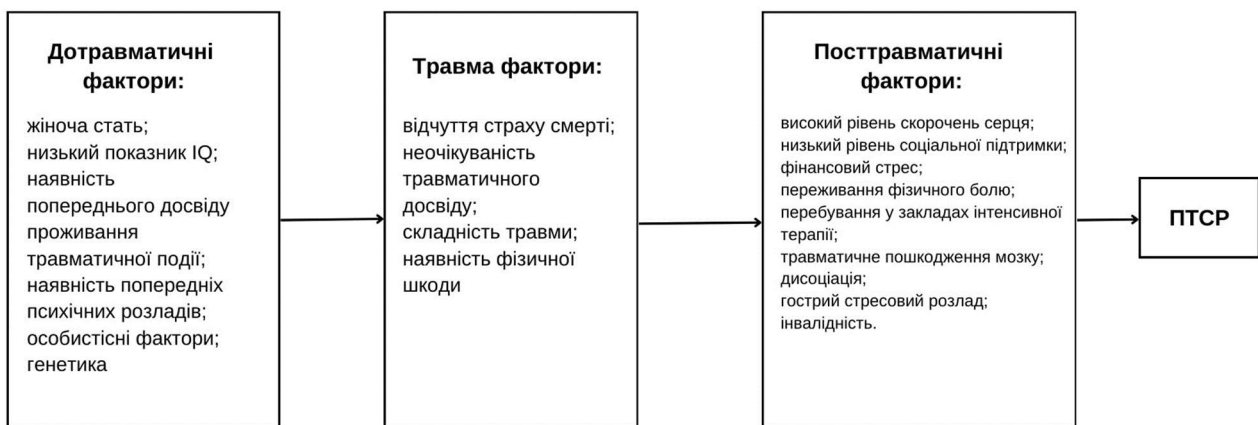 Дотравматичні
фактори:
жіноча стать;
низький показник IQ;
наявність
попереднього досвіду
проживання
травматичної події;
наявність попередніх
психічних розладів;
особистісні фактори;
генетика
Травма фактори:
відчуття страху смерті;
неочікуваність
травматичного
досвіду;
складність травми;
наявність фізичної
шкоди
Посттравматичні
фактори:
високий рівень скорочень серця;
низький рівень соціальної підтримки;
фінансовий стрес;
переживання фізичного болю;
перебування у закладах інтенсивної
терапії;
травматичне пошкодження мозку;
дисоціація;
гострий стресовий розлад;
інвалідність.
ПТСР